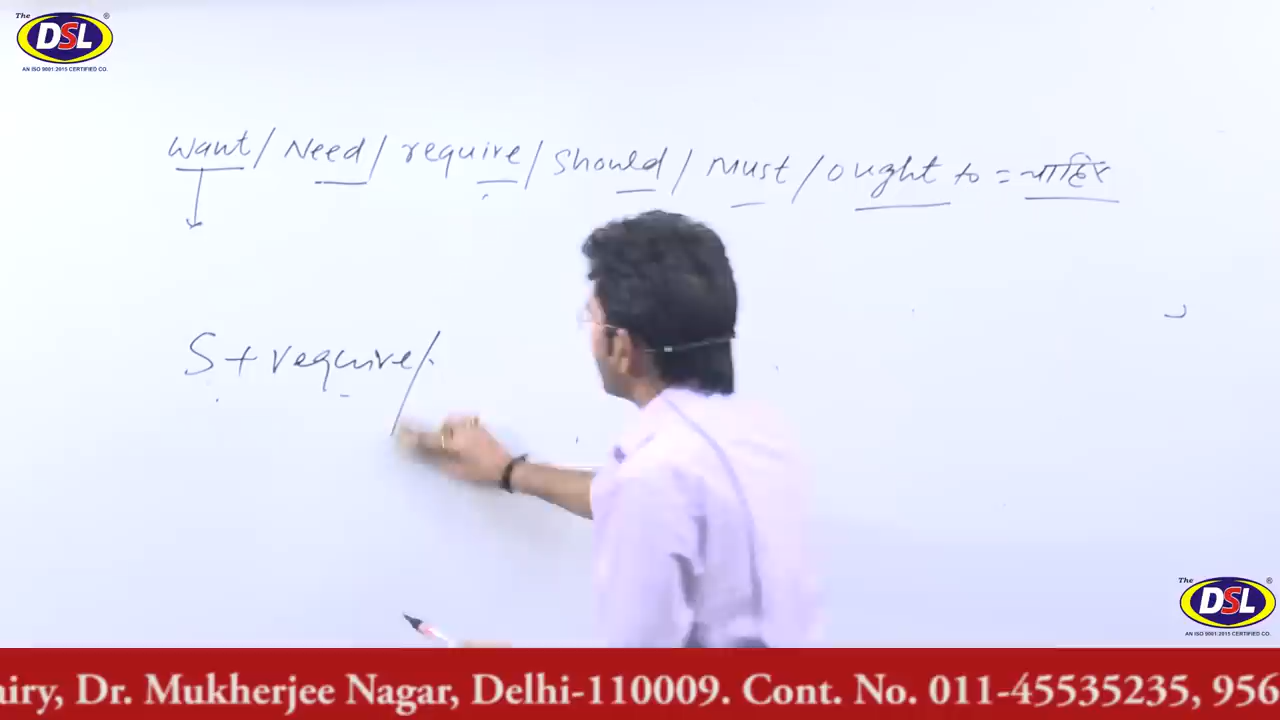 The
DSL
®
AN ISO 9001:2015 CERTIFIED CO.
Want/ Need/ require/ should/ Must/ ought to = चाहिए
S + require/
The
DSL
®
AN ISO 9001:2015 CERTIFIED CO.
iry, Dr. Mukherjee Nagar, Delhi-110009. Cont. No. 011-45535235, 956